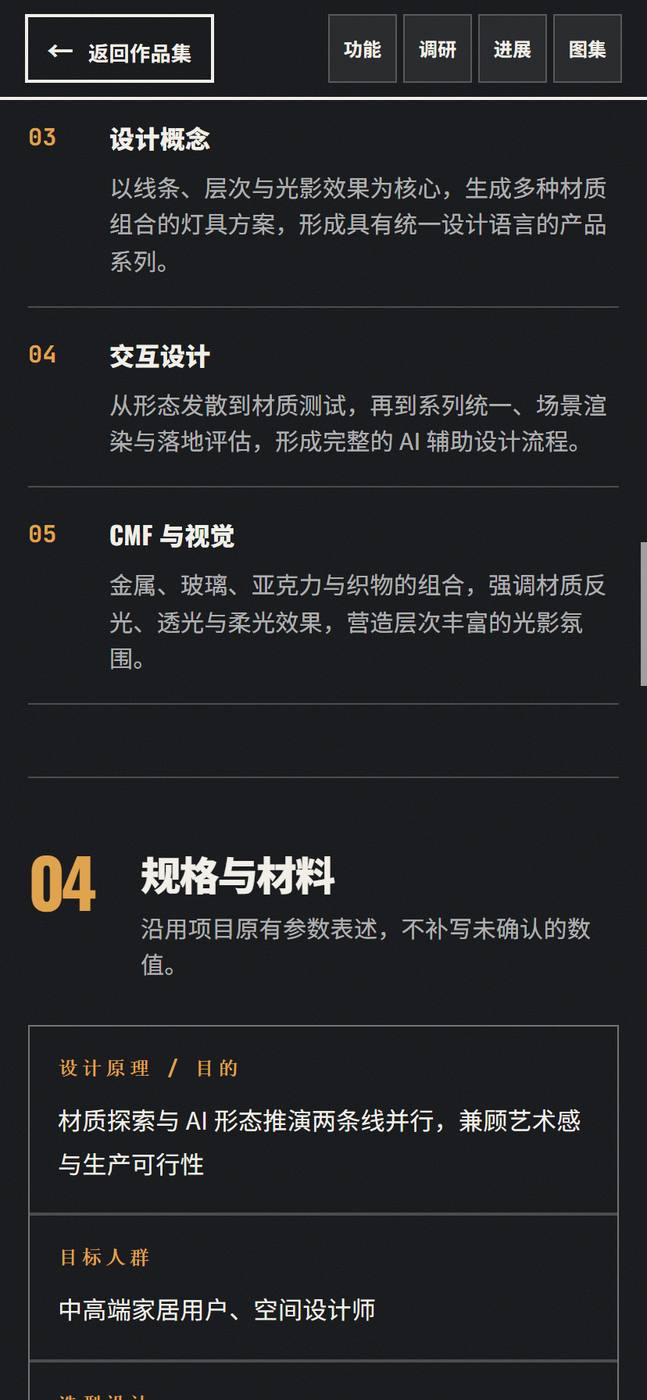 ← 返回作品集
功能
调研
进展
图集
03
设计概念
以线条、层次与光影效果为核心，生成多种材质
组合的灯具方案，形成具有统一设计语言的产品
系列。
04
交互设计
从形态发散到材质测试，再到系列统一、场景渲
染与落地评估，形成完整的 AI 辅助设计流程。
05
CMF 与视觉
金属、玻璃、亚克力与织物的组合，强调材质反
光、透光与柔光效果，营造层次丰富的光影氛
围。
04
规格与材料
沿用项目原有参数表述，不补写未确认的数
值。
设计原理 / 目的
材质探索与 AI 形态推演两条线并行，兼顾艺术感
与生产可行性
目标人群
中高端家居用户、空间设计师